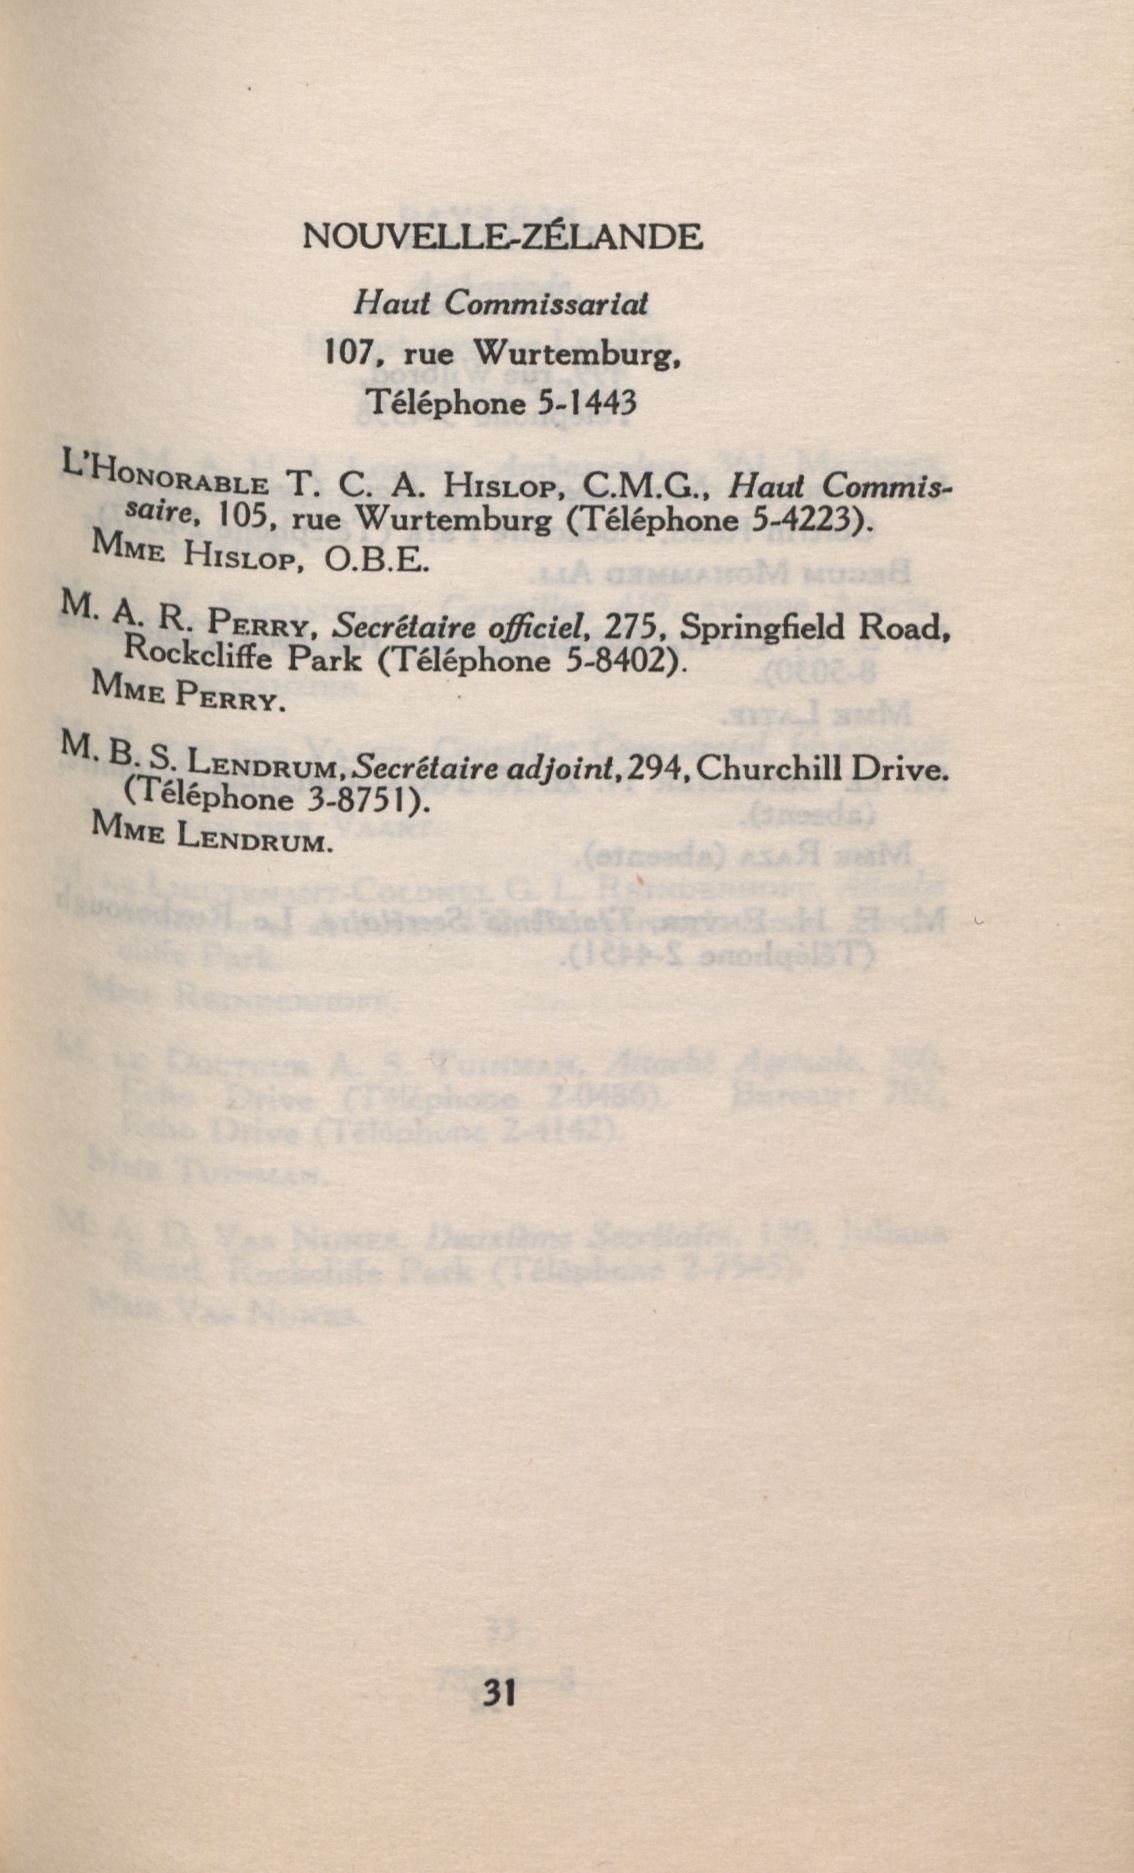 NOUVELLE-ZÉLANDE
Haut Commissariat
107, rue Wurtemburg,
Téléphone 5-1443
L'HONORABLE T. C. A. HISLOP, C.M.G., Haut Commis-
saire, 105, rue Wurtemburg (Téléphone 5-4223).
MME HISLOP, O.B.E.
M. A. R. PERRY, Secrétaire officiel, 275, Springfield Road,
Rockcliffe Park (Téléphone 5-8402).
MME PERRY.
M. B. S. LENDRUM, Secrétaire adjoint, 294, Churchill Drive.
(Téléphone 3-8751).
MME LENDRUM.
31